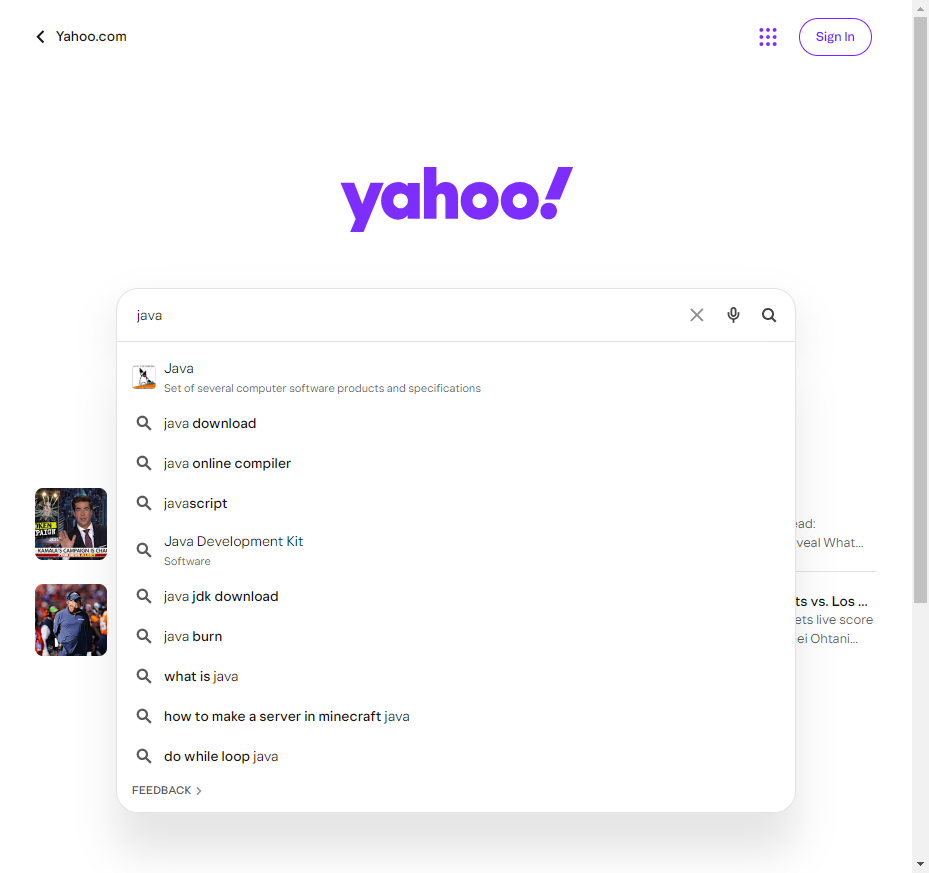 Yahoo.com
Sign In
yahoo!
java
Java
Set of several computer software products and specifications
java download
java online compiler
javascript
Java Development Kit
Software
java jdk download
java burn
what is java
how to make a server in minecraft java
do while loop java
FEEDBACK
KAMALA'S CAMPAIGN IS
ead:
veal What...
ts vs. Los ...
ets live score
ei Ohtani...